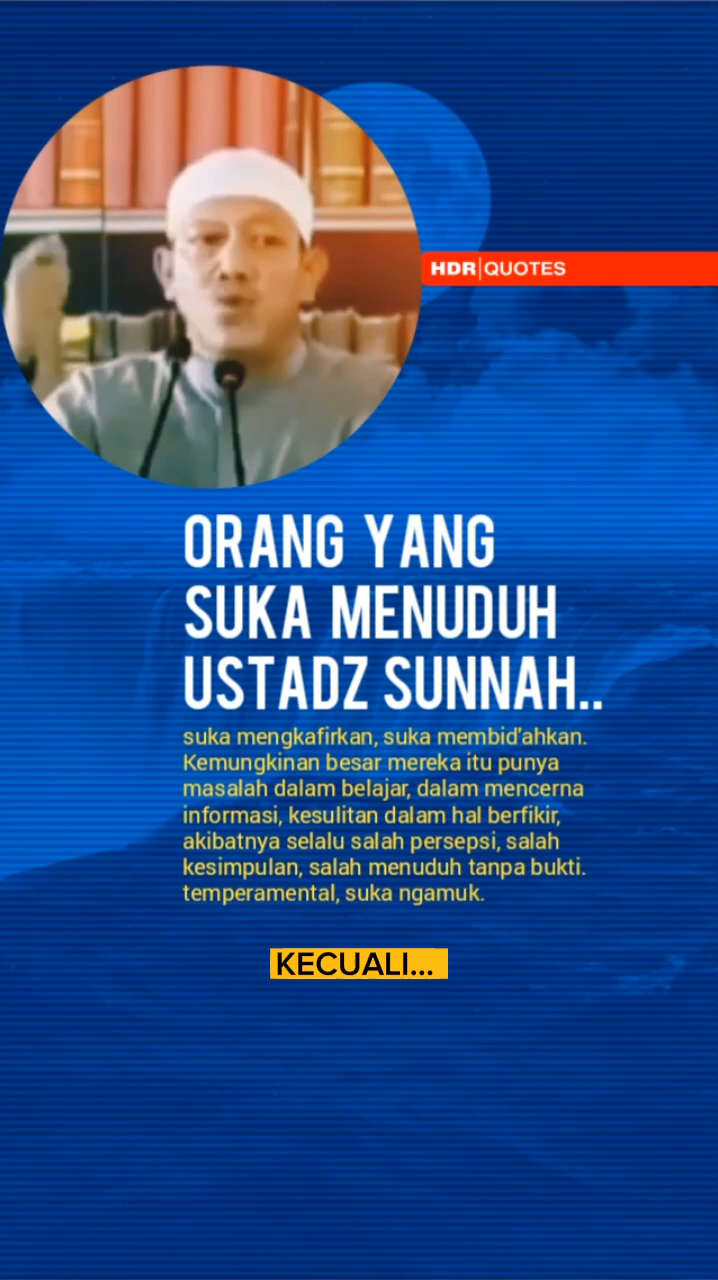 HDR|QUOTES
ORANG YANG
SUKA MENUDUH
USTADZ SUNNAH..
suka mengkafirkan, suka membid'ahkan.
Kemungkinan besar mereka itu punya
masalah dalam belajar, dalam mencerna
informasi, kesulitan dalam hal berfikir,
akibatnya selalu salah persepsi, salah
kesimpulan, salah menuduh tanpa bukti.
temperamental, suka ngamuk.
KECUALI...